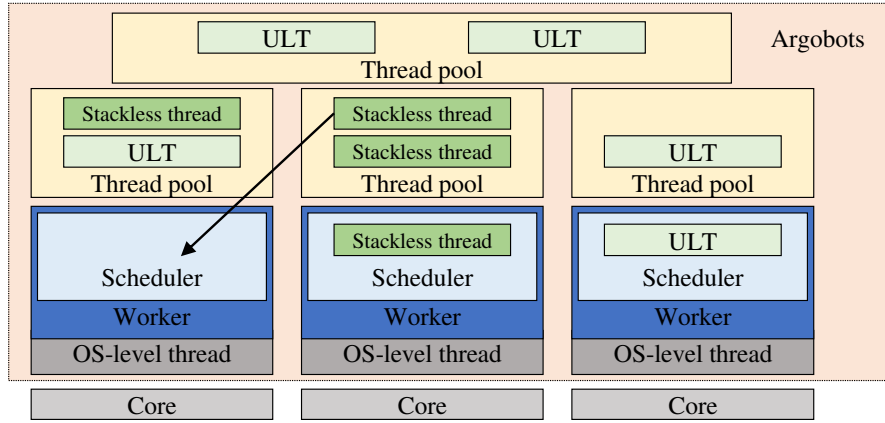 ULT ULT Argobots
Thread pool
Stackless thread Stackless thread
ULT Stackless thread ULT
Thread pool Thread pool Thread pool
Stackless thread ULT
Scheduler Scheduler Scheduler
Worker Worker Worker
OS-level thread OS-level thread OS-level thread
Core Core Core